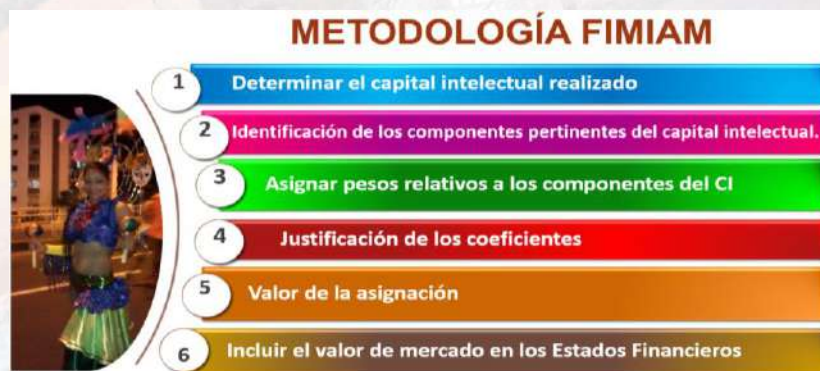 METODOLOGÍA FIMIAM
1 Determinar el capital intelectual realizado
2 Identificación de los componentes pertinentes del capital intelectual.
3 Asignar pesos relativos a los componentes del CI
4 Justificación de los coeficientes
5 Valor de la asignación
6 Incluir el valor de mercado en los Estados Financieros